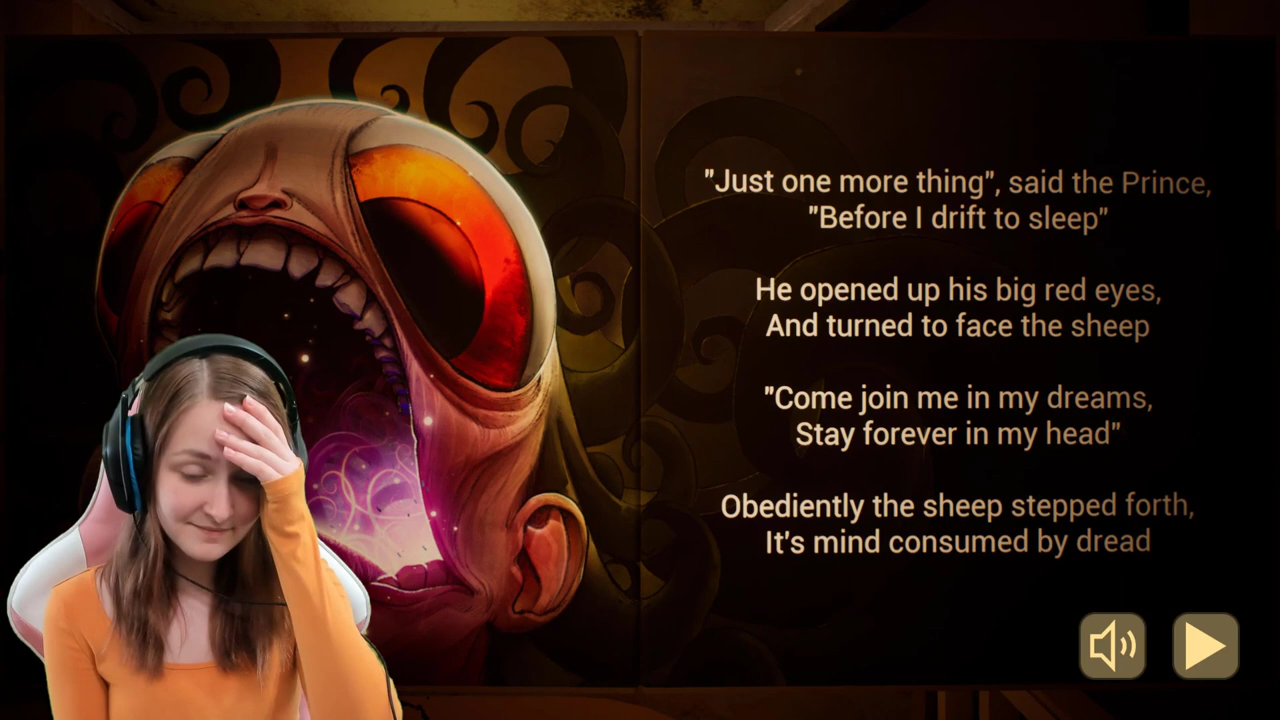 "Just one more thing", said the Prince,
"Before I drift to sleep"
He opened up his big red eyes,
And turned to face the sheep
"Come join me in my dreams,
Stay forever in my head"
Obediently the sheep stepped forth,
It's mind consumed by dread